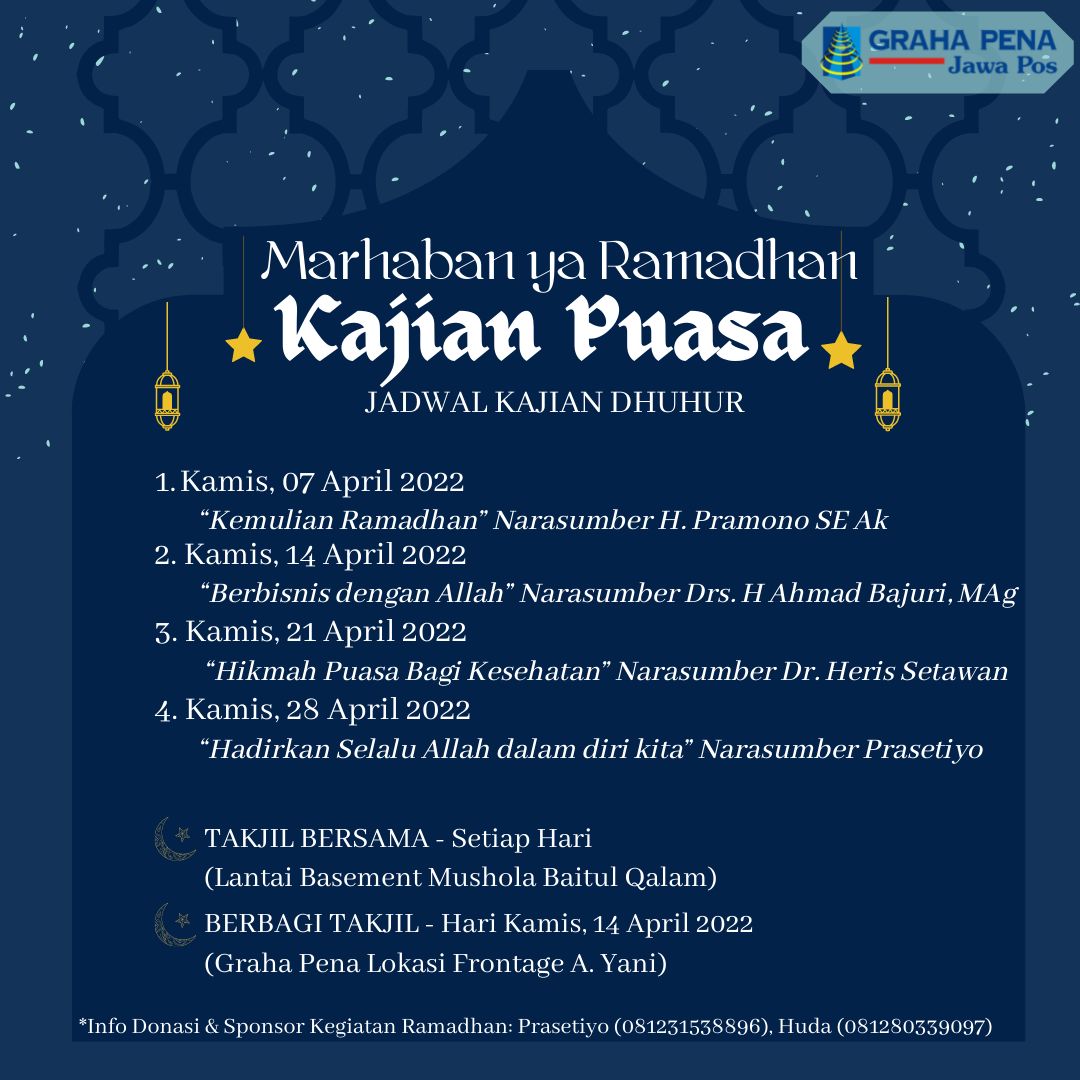 GRAHA PENA
Jawa Pos
Marhaban ya Ramadhan
Kajian Puasa
JADWAL KAJIAN DHUHUR
1. Kamis, 07 April 2022
“Kemulian Ramadhan” Narasumber H. Pramono SE Ak
2. Kamis, 14 April 2022
“Berbisnis dengan Allah” Narasumber Drs. H Ahmad Bajuri, MAg
3. Kamis, 21 April 2022
“Hikmah Puasa Bagi Kesehatan” Narasumber Dr. Heris Setawan
4. Kamis, 28 April 2022
“Hadirkan Selalu Allah dalam diri kita” Narasumber Prasetiyo
TAKJIL BERSAMA - Setiap Hari
(Lantai Basement Mushola Baitul Qalam)
BERBAGI TAKJIL - Hari Kamis, 14 April 2022
(Graha Pena Lokasi Frontage A. Yani)
*Info Donasi & Sponsor Kegiatan Ramadhan: Prasetiyo (081231538896), Huda (081280339097)